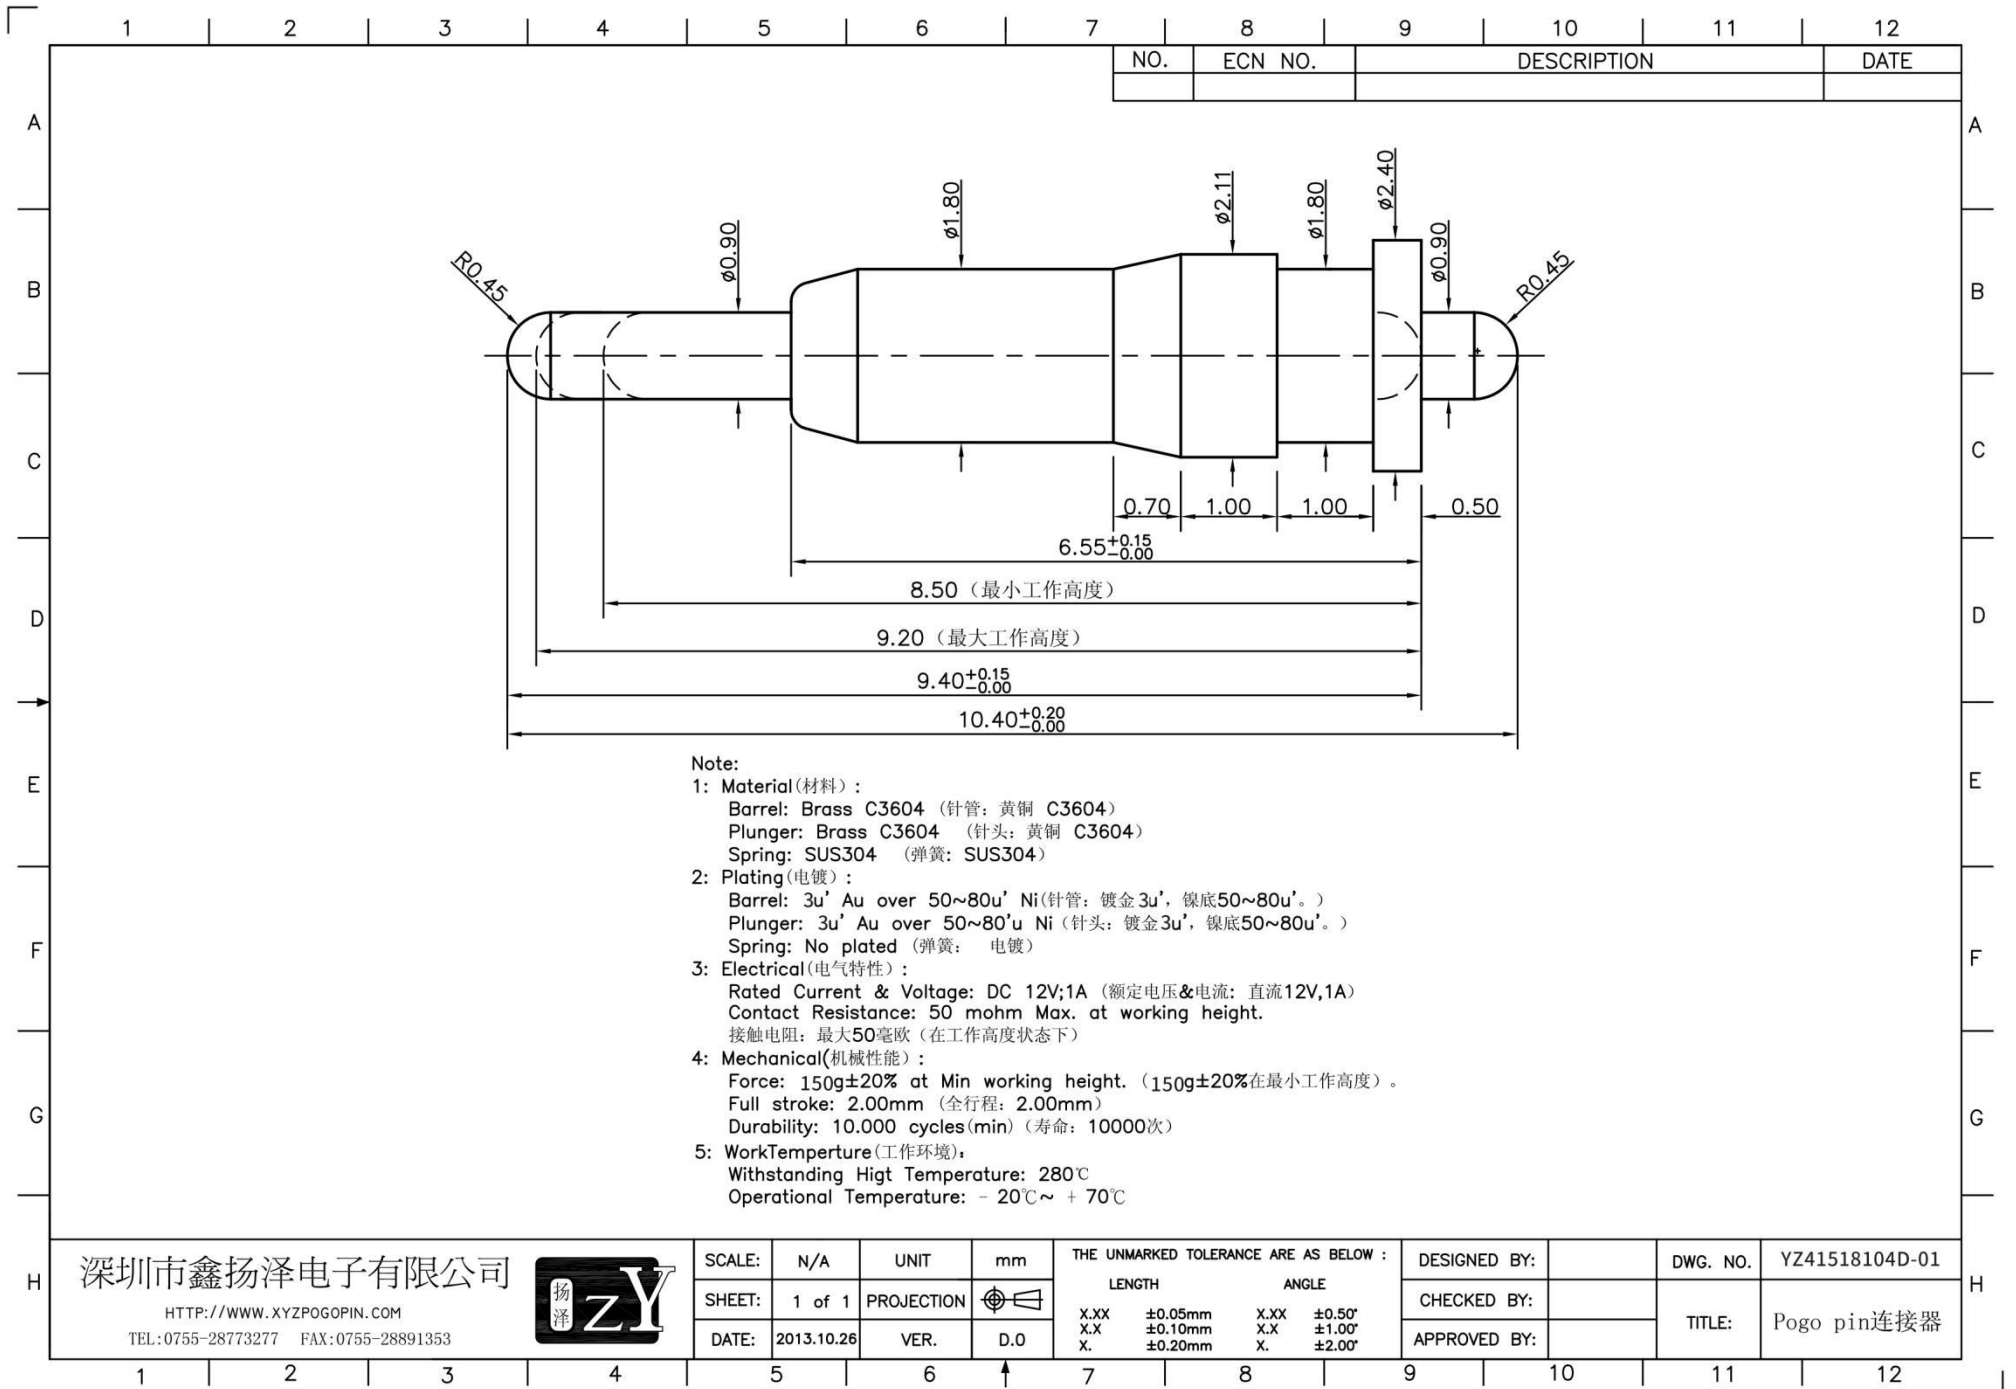 1 2 3 4 5 6 7 8 9 10 11 12
NO. ECN NO. DESCRIPTION DATE
A A
B B
C C
D D
E E
F F
G G
H H
R0.45
ø0.90
ø1.80
ø2.11
ø1.80
ø2.40
ø0.90
R0.45
0.70 1.00 1.00 0.50
6.55+0.15 -0.00
8.50（最小工作高度）
9.20（最大工作高度）
9.40+0.15 -0.00
10.40+0.20 -0.00
Note:
1: Material(材料）:
Barrel: Brass C3604 （针管: 黄铜 C3604）
Plunger: Brass C3604 （针头: 黄铜 C3604）
Spring: SUS304 （弹簧: SUS304）
2: Plating(电镀）:
Barrel: 3u' Au over 50~80u' Ni(针管: 镀金3u', 镍底50~80u'。）
Plunger: 3u' Au over 50~80'u Ni（针头: 镀金3u', 镍底50~80u'。）
Spring: No plated （弹簧: 电镀）
3: Electrical(电气特性）:
Rated Current & Voltage: DC 12V;1A （额定电压&电流: 直流12V,1A）
Contact Resistance: 50 mohm Max. at working height.
接触电阻: 最大50毫欧（在工作高度状态下）
4: Mechanical(机械性能）:
Force: 150g±20% at Min working height. （150g±20%在最小工作高度）。
Full stroke: 2.00mm （全行程: 2.00mm）
Durability: 10.000 cycles(min)（寿命: 10000次）
5: WorkTemperture(工作环境):
Withstanding Higt Temperature: 280℃
Operational Temperature: - 20℃~ + 70℃
深圳市鑫扬泽电子有限公司
HTTP://WWW.XYZPOGOPIN.COM
TEL:0755-28773277 FAX:0755-28891353
扬泽 ZY
SCALE: N/A UNIT mm
SHEET: 1 of 1 PROJECTION
DATE: 2013.10.26 VER. D.0
THE UNMARKED TOLERANCE ARE AS BELOW :
LENGTH ANGLE
X.XX ±0.05mm X.XX ±0.50°
X.X ±0.10mm X.X ±1.00°
X. ±0.20mm X. ±2.00°
DESIGNED BY:
CHECKED BY:
APPROVED BY:
DWG. NO. YZ41518104D-01
TITLE: Pogo pin连接器
1 2 3 4 5 6 7 8 9 10 11 12